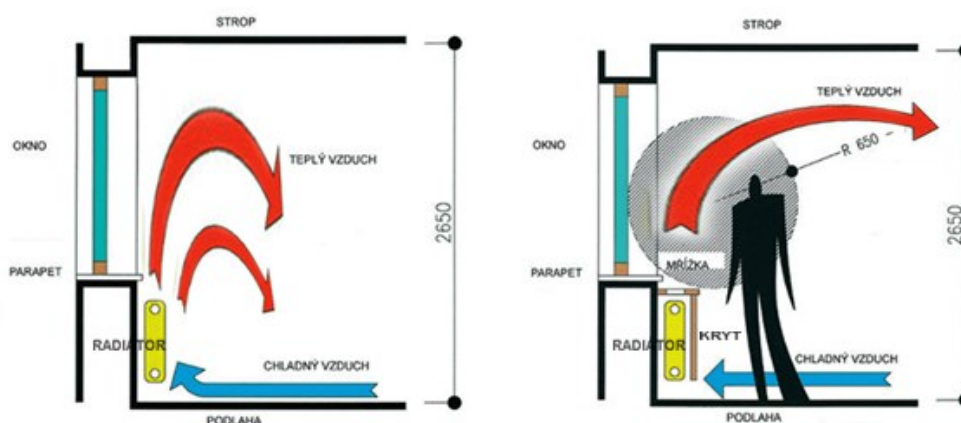 STROP
OKNO
TEPLÝ VZDUCH
2650
PARAPET
RADIATOR
CHLADNÝ VZDUCH
PODLAHA
STROP
TEPLÝ VZDUCH
OKNO
R 650
2650
MŘÍŽKA
PARAPET
RADIATOR
KRYT
CHLADNÝ VZDUCH
PODLAHA